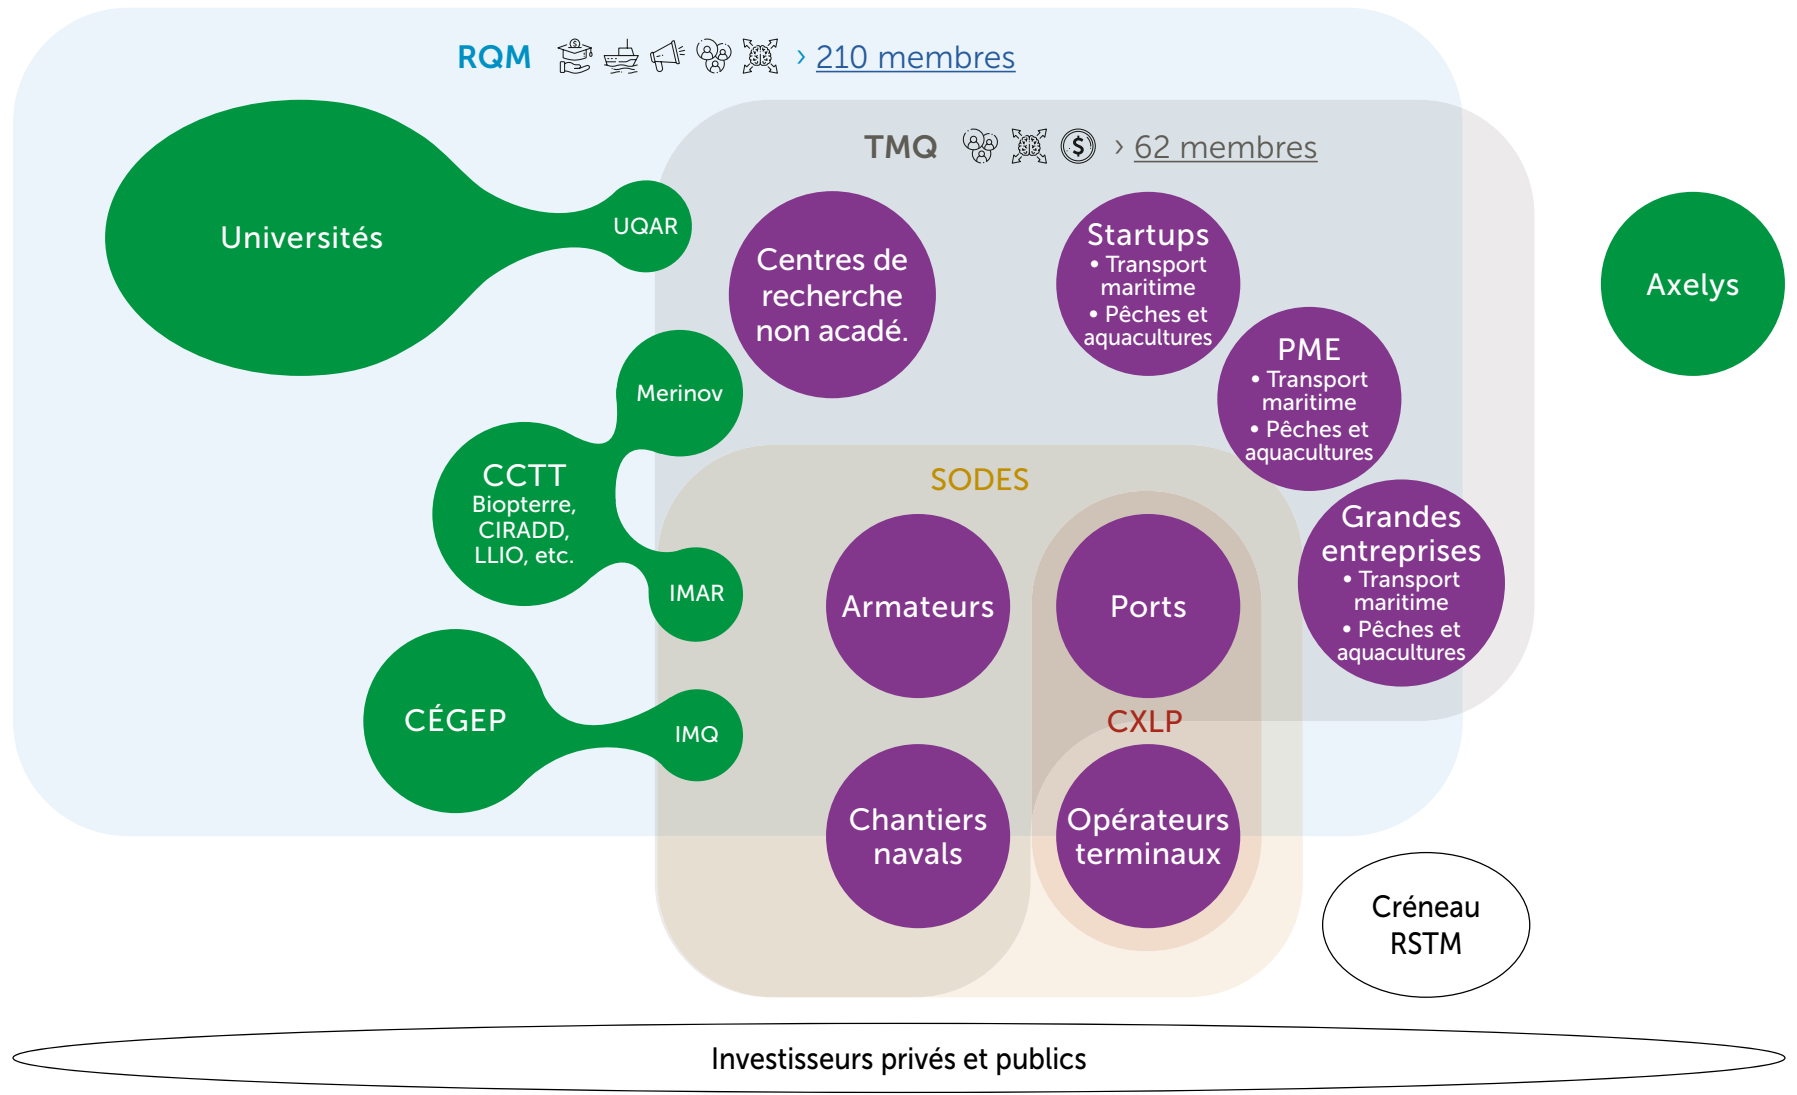 RQM › 210 membres
TMQ › 62 membres
Universités
UQAR
Centres de
recherche
non acadé.
Startups
• Transport
maritime
• Pêches et
aquacultures
Axelys
PME
• Transport
maritime
• Pêches et
aquacultures
Merinov
CCTT
Biopterre,
CIRADD,
LLIO, etc.
SODES
Grandes
entreprises
• Transport
maritime
• Pêches et
aquacultures
IMAR
Armateurs
Ports
CÉGEP
IMQ
CXLP
Chantiers
navals
Opérateurs
terminaux
Créneau
RSTM
Investisseurs privés et publics